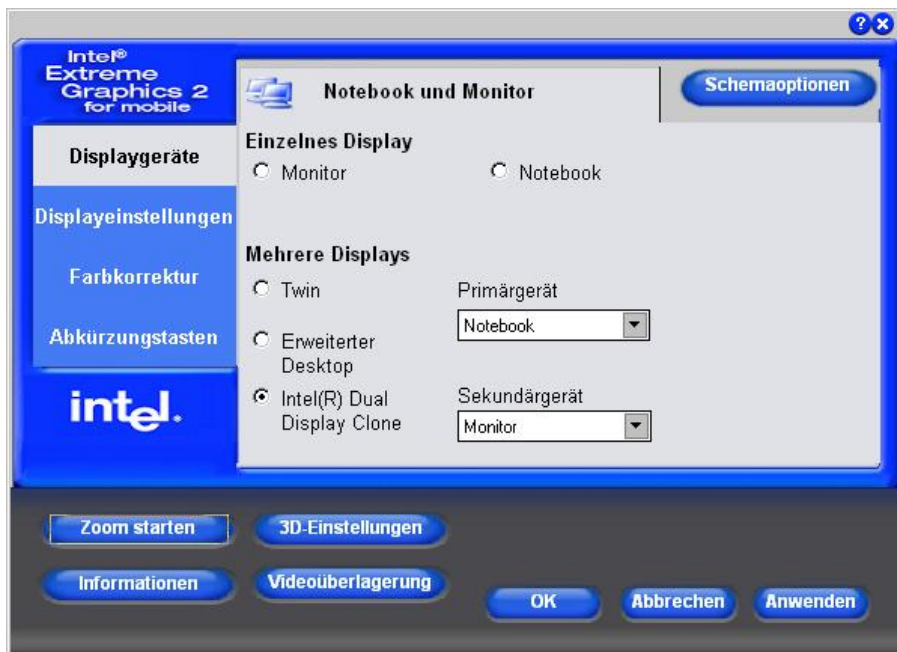 Intel®
Extreme
Graphics 2
for mobile
Notebook und Monitor
Schemaoptionen
Displaygeräte
Displayeinstellungen
Farbkorrektur
Abkürzungstasten
intel.
Einzelnes Display
Monitor
Notebook
Mehrere Displays
Twin
Primärgerät
Notebook
Erweiterter
Desktop
Intel(R) Dual
Display Clone
Sekundärgerät
Monitor
Zoom starten
3D-Einstellungen
Informationen
Videoüberlagerung
OK
Abbrechen
Anwenden